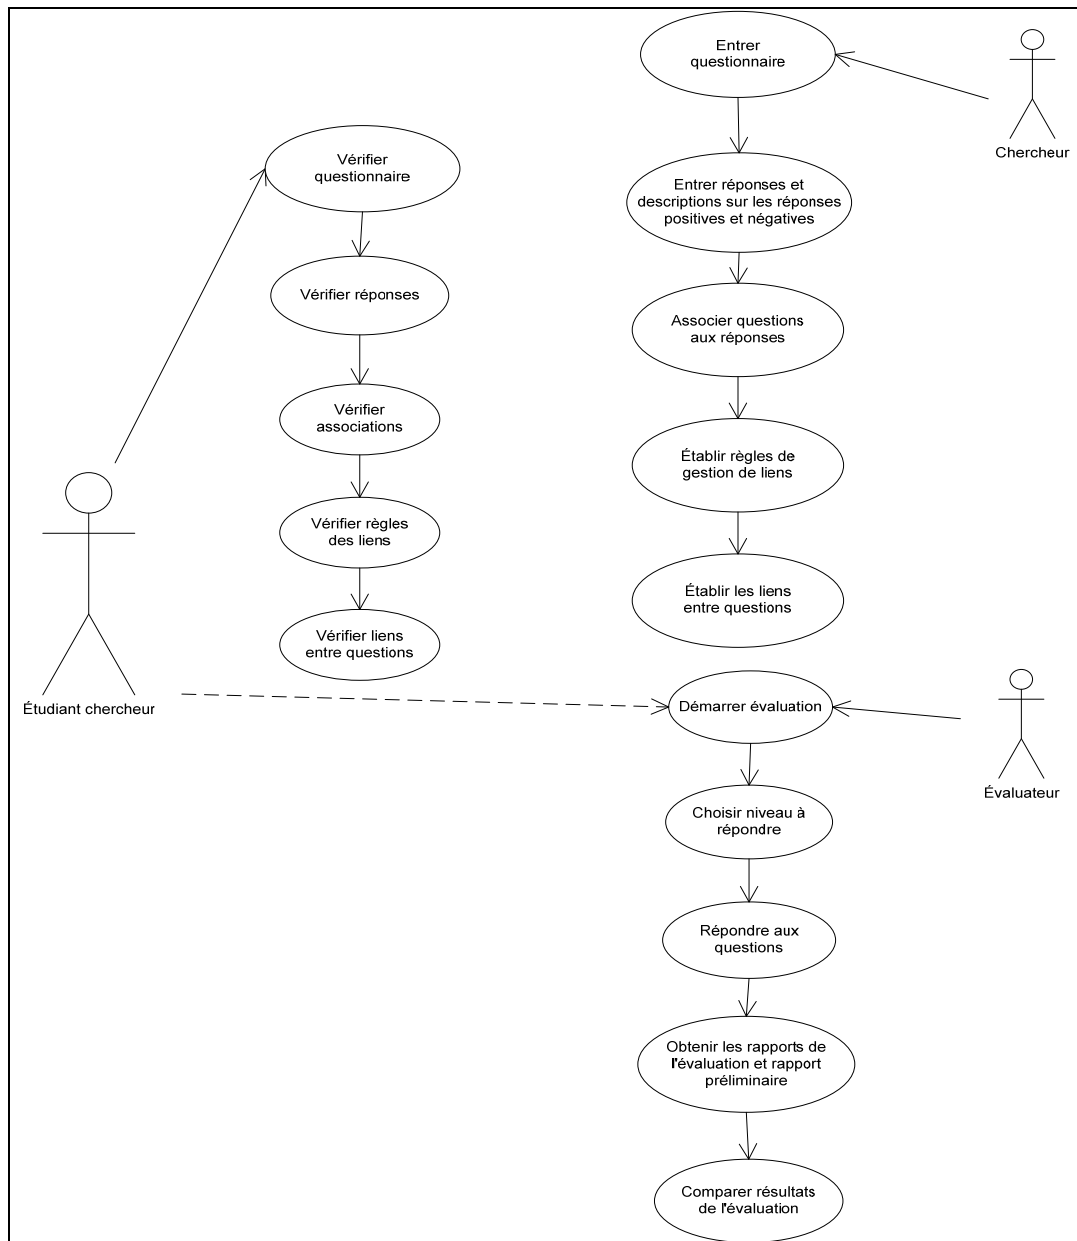 Entrer
questionnaire
Chercheur
Vérifier
questionnaire
Entrer réponses et
descriptions sur les réponses
positives et négatives
Vérifier réponses
Associer questions
aux réponses
Vérifier
associations
Établir règles de
gestion de liens
Vérifier règles
des liens
Établir les liens
entre questions
Vérifier liens
entre questions
Étudiant chercheur
Démarrer évaluation
Évaluateur
Choisir niveau à
répondre
Répondre aux
questions
Obtenir les rapports de
l'évaluation et rapport
préliminaire
Comparer résultats
de l'évaluation